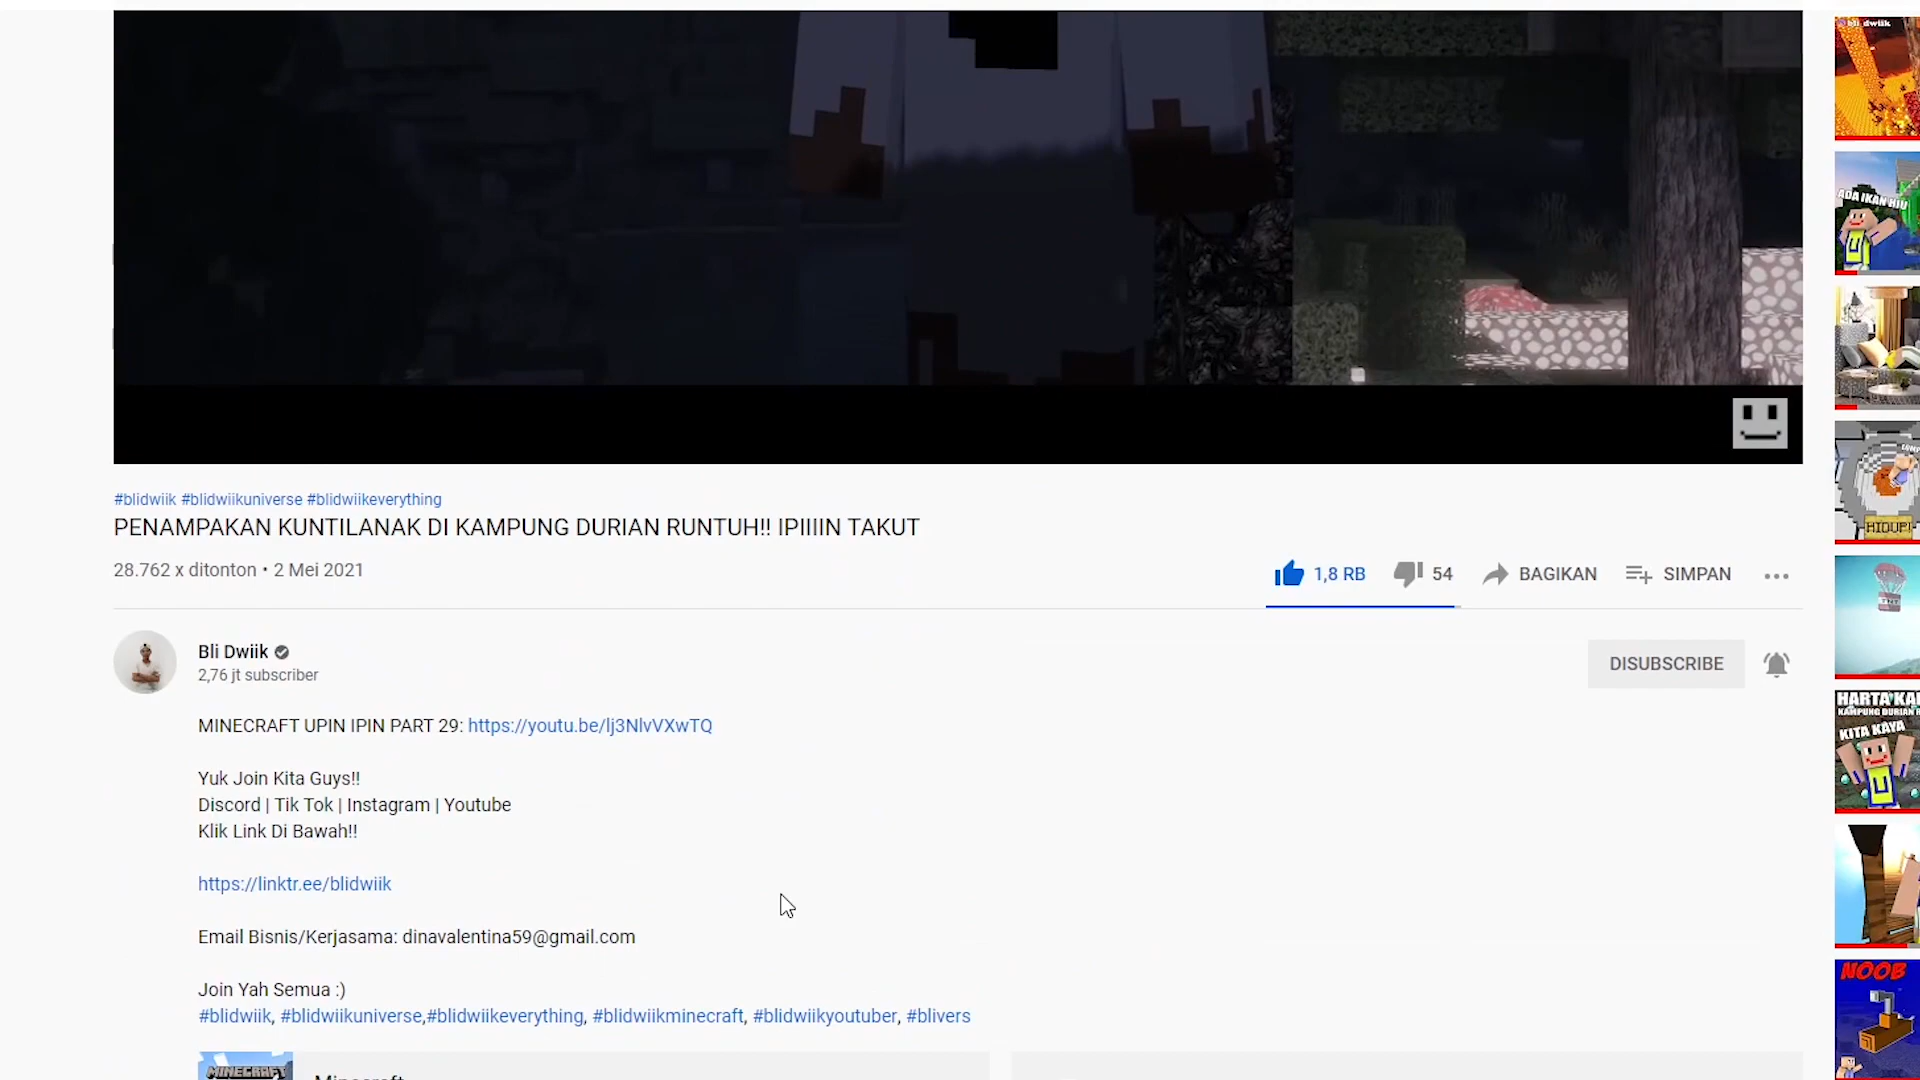 #blidwiik #blidwiikuniverse #blidwiikeverything
PENAMPAKAN KUNTILANAK DI KAMPUNG DURIAN RUNTUH!! IPIIIIN TAKUT
28.762 x ditonton • 2 Mei 2021
1,8 RB 54 BAGIKAN SIMPAN
Bli Dwiik
2,76 jt subscriber
DISUBSCRIBE
MINECRAFT UPIN IPIN PART 29: https://youtu.be/lj3NlvVXwTQ
Yuk Join Kita Guys!!
Discord | Tik Tok | Instagram | Youtube
Klik Link Di Bawah!!
https://linktr.ee/blidwiik
Email Bisnis/Kerjasama: dinavalentina59@gmail.com
Join Yah Semua :)
#blidwiik, #blidwiikuniverse,#blidwiikeverything, #blidwiikminecraft, #blidwiikyoutuber, #blivers
MINECRAFT
Minecraft
bli dwiik
ADA IKAN HIU
HIDUP!
TNT
HARTA
KAMPUNG DURIAN
KITA KAYA
NOOB